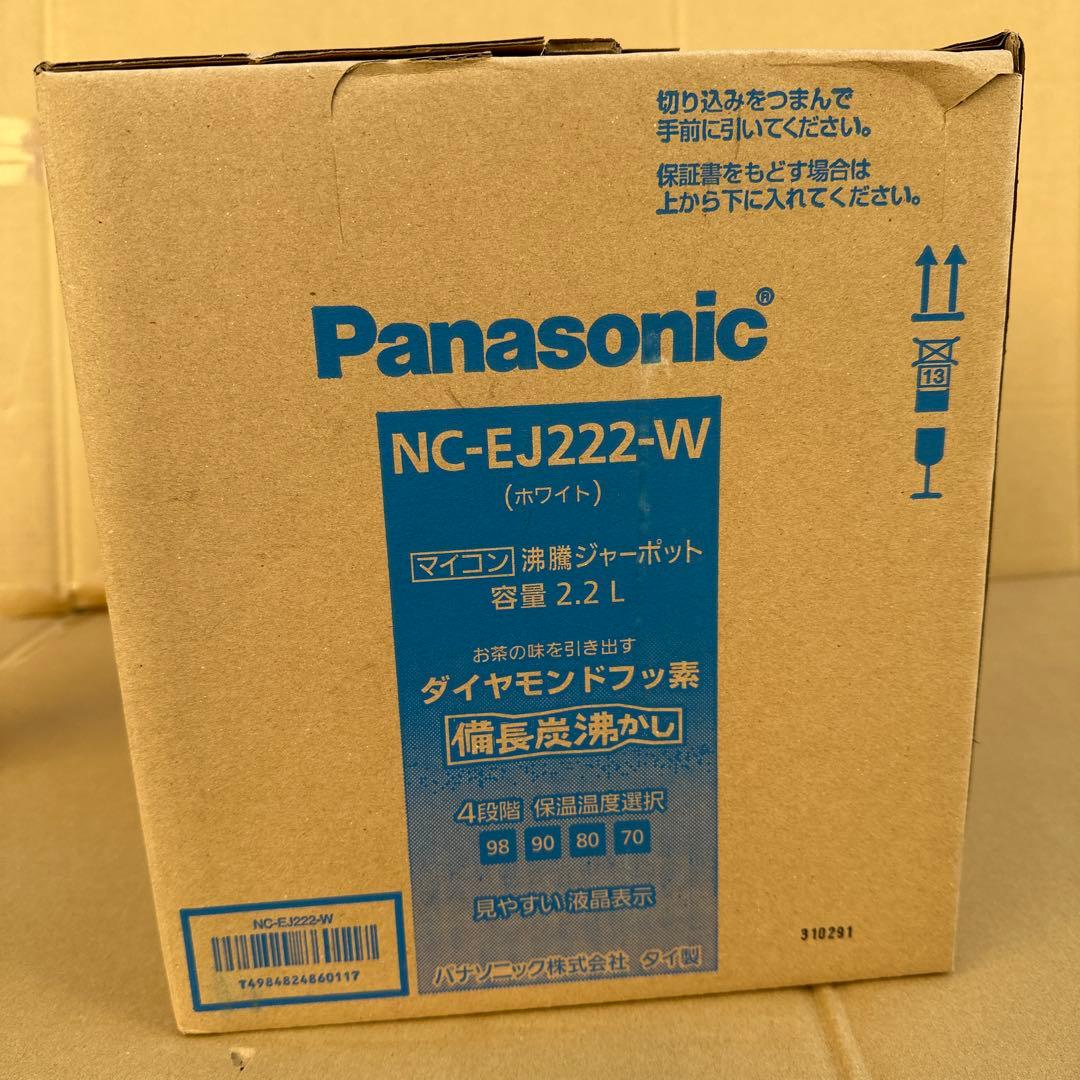 切り込みをつまんで
手前に引いてください。
保証書をもどす場合は
上から下に入れてください。
Panasonic®
13
NC-EJ222-W
(ホワイト)
マイコン 沸騰ジャーポット
容量 2.2 L
お茶の味を引き出す
ダイヤモンドフッ素
備長炭沸かし
4段階 保温温度選択
98 90 80 70
見やすい 液晶表示
パナソニック株式会社 タイ製
NC-EJ222-W
T4984824860117
310291